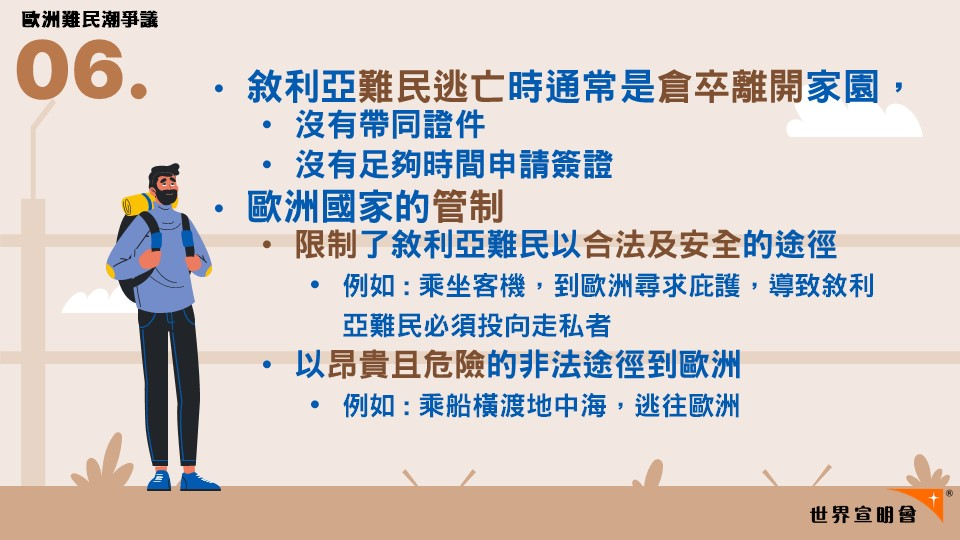 歐洲難民潮爭議
06.
• 敘利亞難民逃亡時通常是倉卒離開家園，
• 沒有帶同證件
• 沒有足夠時間申請簽證
• 歐洲國家的管制
• 限制了敘利亞難民以合法及安全的途徑
• 例如：乘坐客機，到歐洲尋求庇護，導致敘利
亞難民必須投向走私者
• 以昂貴且危險的非法途徑到歐洲
• 例如：乘船橫渡地中海，逃往歐洲
世界宣明會®